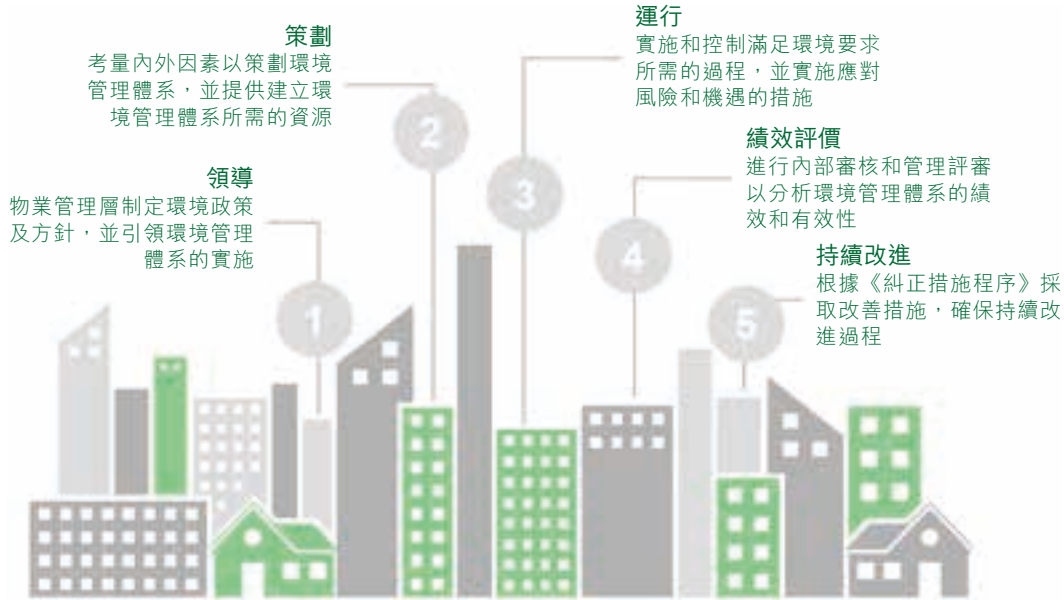 領導
物業管理層制定環境政策
及方針，並引領環境管理
體系的實施
1
策劃
考量內外因素以策劃環境
管理體系，並提供建立環
境管理體系所需的資源
2
運行
實施和控制滿足環境要求
所需的過程，並實施應對
風險和機遇的措施
3
績效評價
進行內部審核和管理評審
以分析環境管理體系的績
效和有效性
4
持續改進
根據《糾正措施程序》採
取改善措施，確保持續改
進過程
5